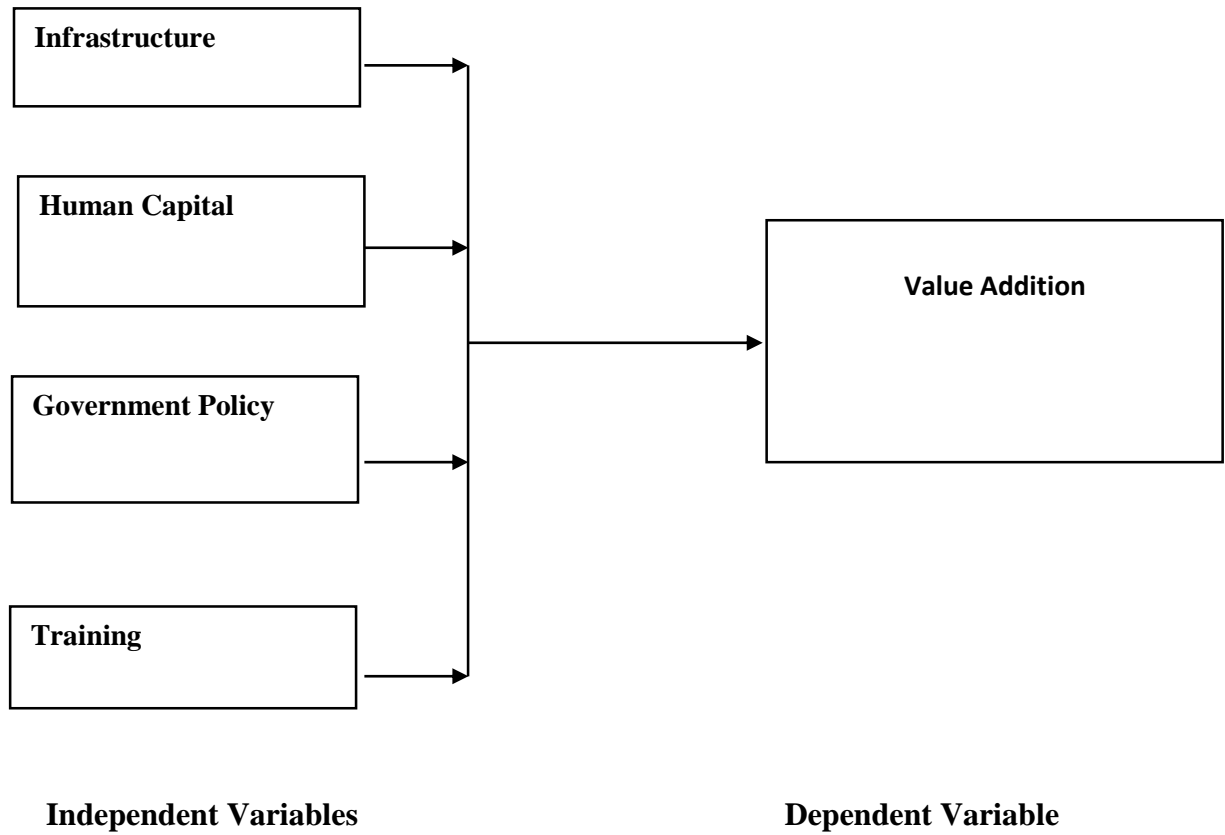 Infrastructure
Human Capital
Value Addition
Government Policy
Training
Independent Variables
Dependent Variable